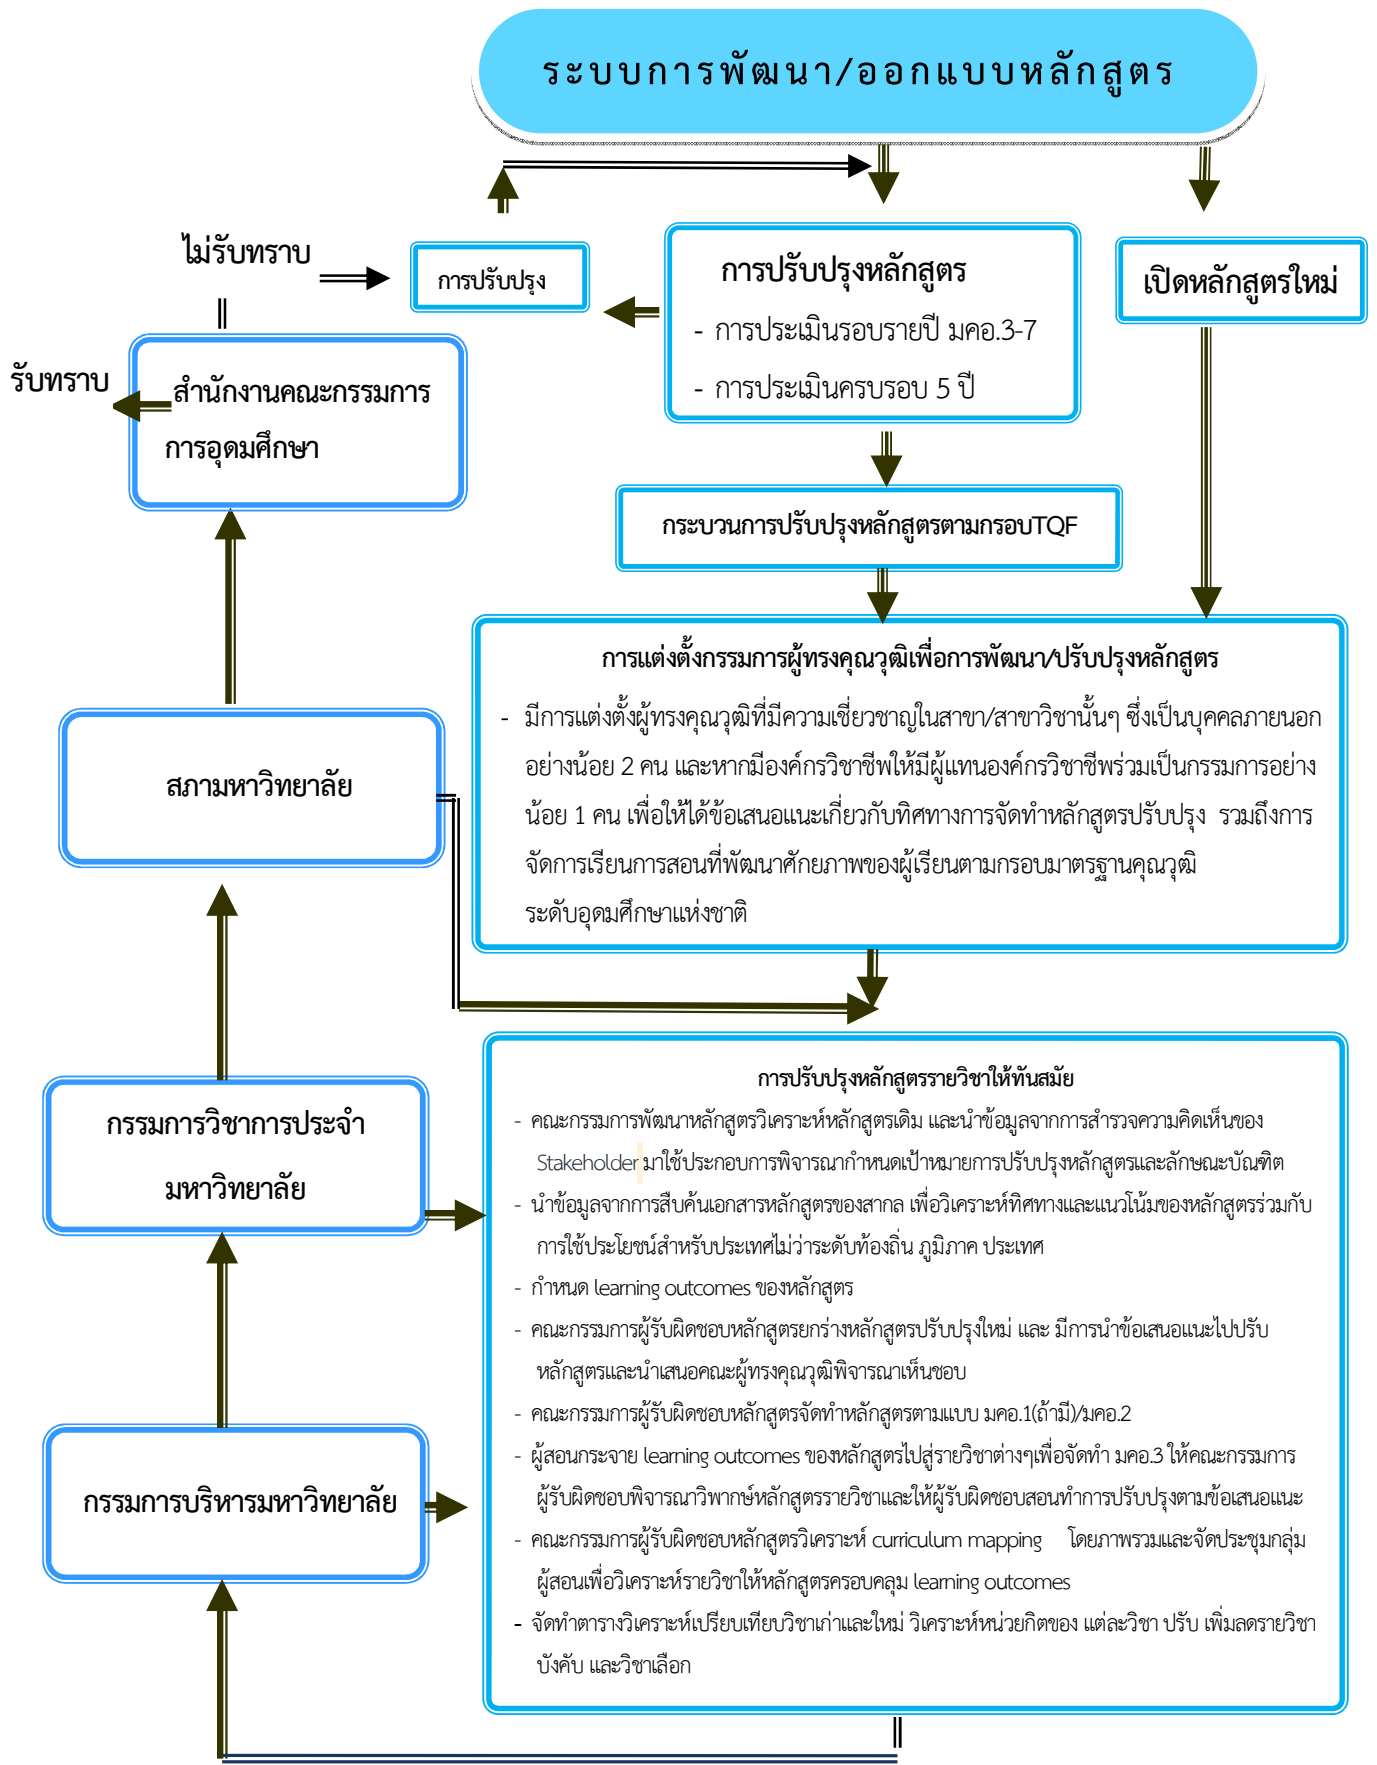 ระบบการพัฒนา/ออกแบบหลักสูตร
ไม่รับทราบ
การปรับปรุง
การปรับปรุงหลักสูตร
- การประเมินรอบรายปี มคอ.3-7
- การประเมินครบรอบ 5 ปี
เปิดหลักสูตรใหม่
รับทราบ
สำนักงานคณะกรรมการ
การอุดมศึกษา
กระบวนการปรับปรุงหลักสูตรตามกรอบTQF
การแต่งตั้งกรรมการผู้ทรงคุณวุฒิเพื่อการพัฒนา/ปรับปรุงหลักสูตร
- มีการแต่งตั้งผู้ทรงคุณวุฒิที่มีความเชี่ยวชาญในสาขา/สาขาวิชานั้นๆ ซึ่งเป็นบุคคลภายนอก
อย่างน้อย 2 คน และหากมีองค์กรวิชาชีพให้มีผู้แทนองค์กรวิชาชีพร่วมเป็นกรรมการอย่าง
น้อย 1 คน เพื่อให้ได้ข้อเสนอแนะเกี่ยวกับทิศทางการจัดทำหลักสูตรปรับปรุง รวมถึงการ
จัดการเรียนการสอนที่พัฒนาศักยภาพของผู้เรียนตามกรอบมาตรฐานคุณวุฒิ
ระดับอุดมศึกษาแห่งชาติ
สภามหาวิทยาลัย
กรรมการวิชาการประจำ
มหาวิทยาลัย
กรรมการบริหารมหาวิทยาลัย
การปรับปรุงหลักสูตรรายวิชาให้ทันสมัย
- คณะกรรมการพัฒนาหลักสูตรวิเคราะห์หลักสูตรเดิม และนำข้อมูลจากการสำรวจความคิดเห็นของ
Stakeholder มาใช้ประกอบการพิจารณากำหนดเป้าหมายการปรับปรุงหลักสูตรและลักษณะบัณฑิต
- นำข้อมูลจากการสืบค้นเอกสารหลักสูตรของสากล เพื่อวิเคราะห์ทิศทางและแนวโน้มของหลักสูตรร่วมกับ
การใช้ประโยชน์สำหรับประเทศไม่ว่าระดับท้องถิ่น ภูมิภาค ประเทศ
- กำหนด learning outcomes ของหลักสูตร
- คณะกรรมการผู้รับผิดชอบหลักสูตรยกร่างหลักสูตรปรับปรุงใหม่ และ มีการนำข้อเสนอแนะไปปรับ
หลักสูตรและนำเสนอคณะผู้ทรงคุณวุฒิพิจารณาเห็นชอบ
- คณะกรรมการผู้รับผิดชอบหลักสูตรจัดทำหลักสูตรตามแบบ มคอ.1(ถ้ามี)/มคอ.2
- ผู้สอนกระจาย learning outcomes ของหลักสูตรไปสู่รายวิชาต่างๆเพื่อจัดทำ มคอ.3 ให้คณะกรรมการ
ผู้รับผิดชอบพิจารณาวิพากษ์หลักสูตรรายวิชาและให้ผู้รับผิดชอบสอนทำการปรับปรุงตามข้อเสนอแนะ
- คณะกรรมการผู้รับผิดชอบหลักสูตรวิเคราะห์ curriculum mapping โดยภาพรวมและจัดประชุมกลุ่ม
ผู้สอนเพื่อวิเคราะห์รายวิชาให้หลักสูตรครอบคลุม learning outcomes
- จัดทำตารางวิเคราะห์เปรียบเทียบวิชาเก่าและใหม่ วิเคราะห์หน่วยกิตของ แต่ละวิชา ปรับ เพิ่มลดรายวิชา
บังคับ และวิชาเลือก